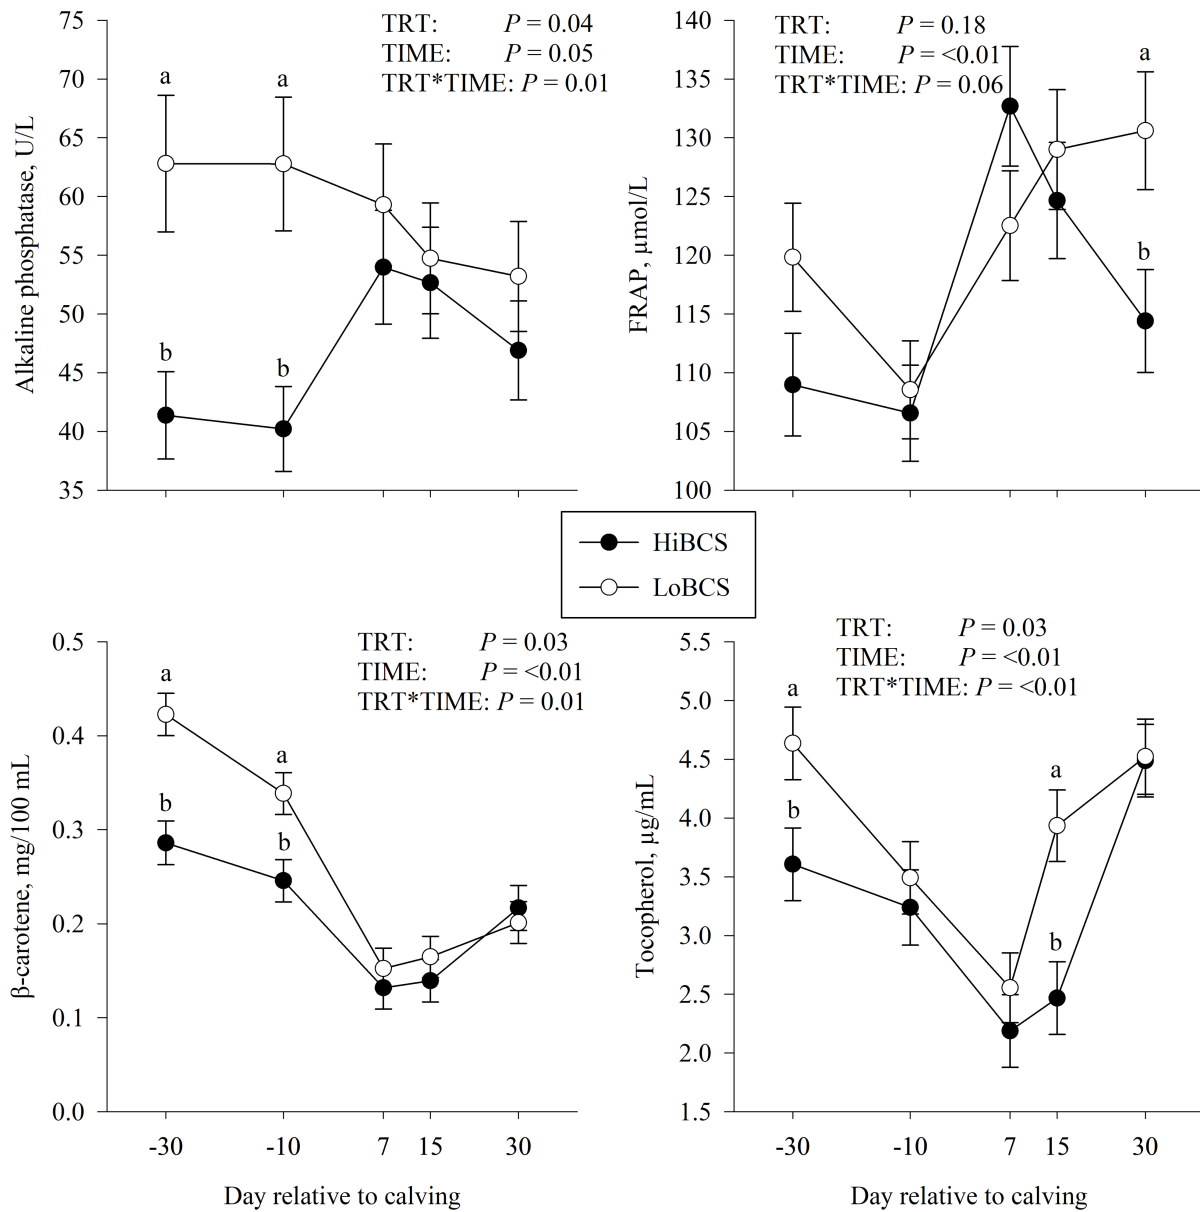 TRT: P = 0.04
TIME: P = 0.05
TRT*TIME: P = 0.01
75
70
65
60
55
50
45
40
35
Alkaline phosphatase, U/L
a
a
b
b
TRT: P = 0.18
TIME: P = <0.01
TRT*TIME: P = 0.06
140
135
130
125
120
115
110
105
100
FRAP, µmol/L
a
b
HiBCS
LoBCS
TRT: P = 0.03
TIME: P = <0.01
TRT*TIME: P = 0.01
0.5
0.4
0.3
0.2
0.1
0.0
β-carotene, mg/100 mL
a
a
b
b
-30 -10 7 15 30
Day relative to calving
TRT: P = 0.03
TIME: P = <0.01
TRT*TIME: P = <0.01
5.5
5.0
4.5
4.0
3.5
3.0
2.5
2.0
1.5
Tocopherol, µg/mL
a
a
b
b
-30 -10 7 15 30
Day relative to calving